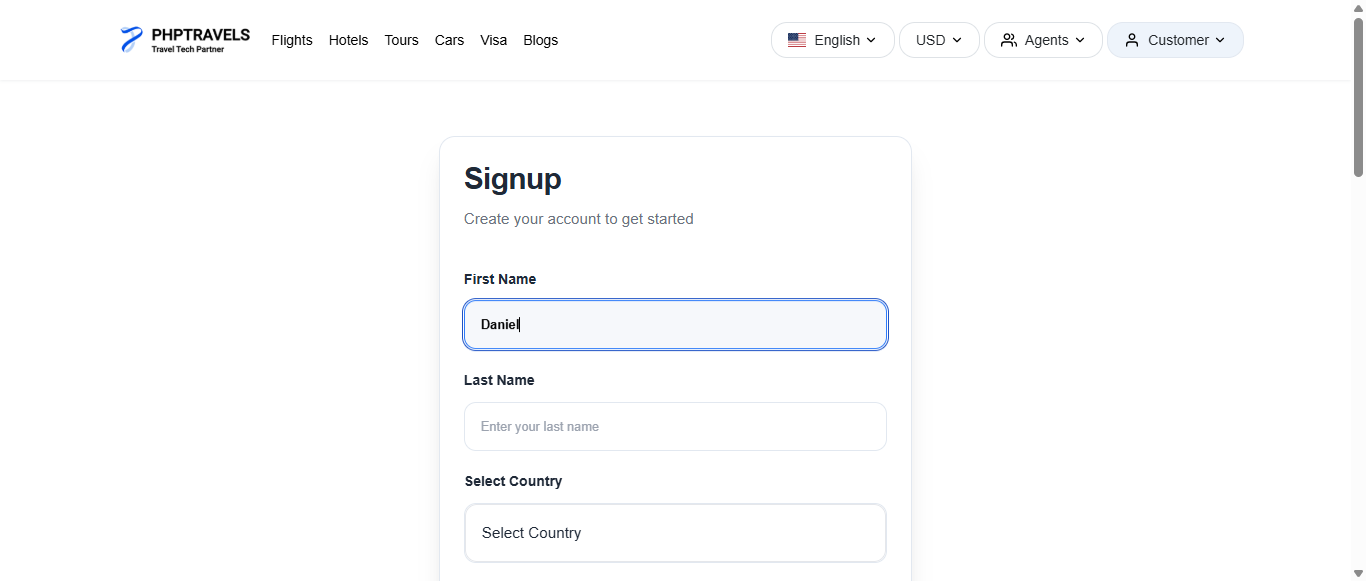 PHPTRAVELS
Travel Tech Partner
Flights Hotels Tours Cars Visa Blogs
English USD Agents Customer
Signup
Create your account to get started
First Name
Daniel
Last Name
Enter your last name
Select Country
Select Country